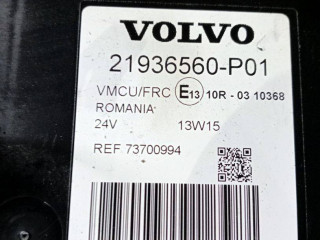 VOLVO
21936560-P01
VMCU/FRC E13 10R - 03 10368
ROMANIA
24V 13W15
REF 73700994